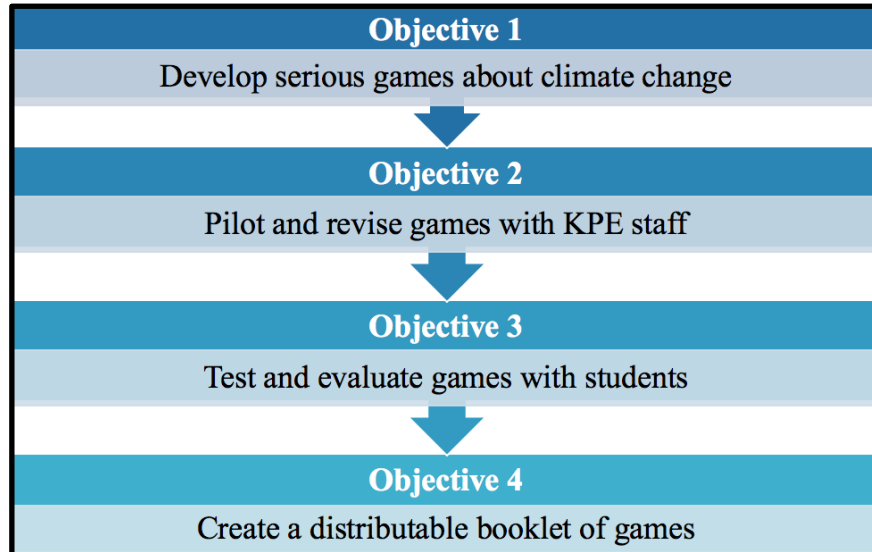 Objective 1
Develop serious games about climate change
Objective 2
Pilot and revise games with KPE staff
Objective 3
Test and evaluate games with students
Objective 4
Create a distributable booklet of games